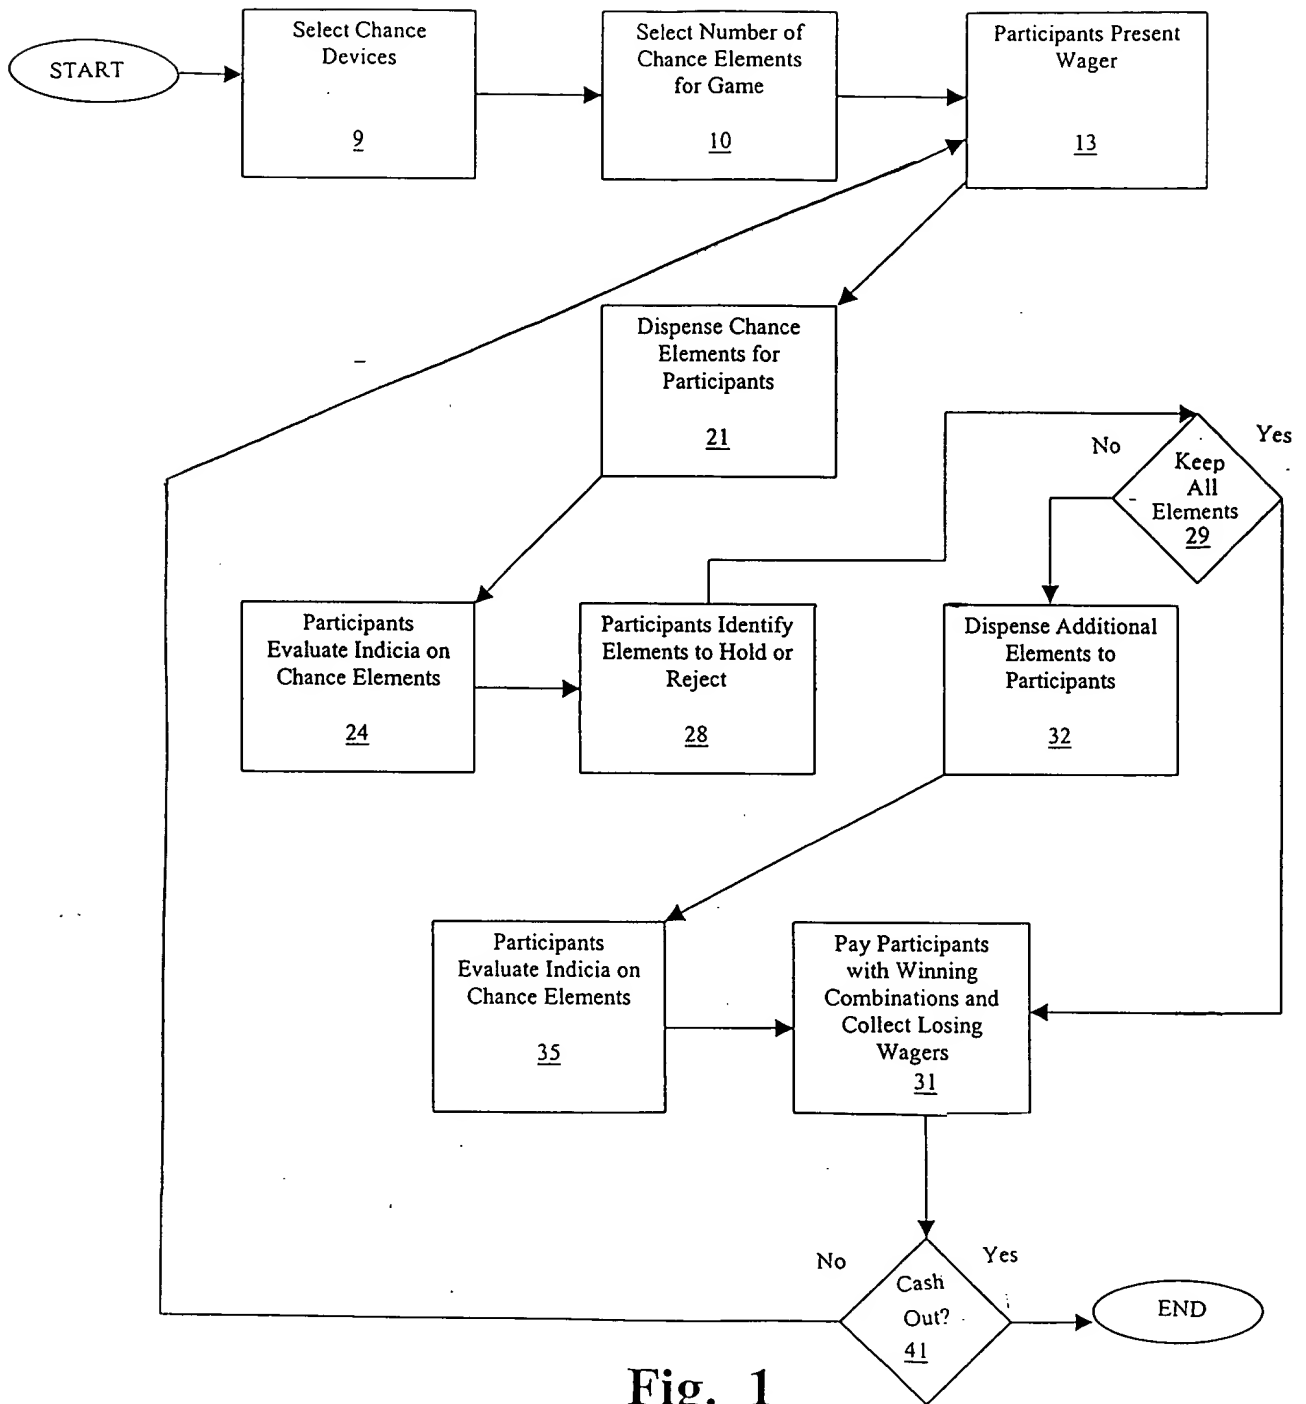 START
Select Chance
Devices
9
Select Number of
Chance Elements
for Game
10
Participants Present
Wager
13
Dispense Chance
Elements for
Participants
21
No
Yes
Keep
All
Elements
29
Participants
Evaluate Indicia on
Chance Elements
24
Participants Identify
Elements to Hold or
Reject
28
Dispense Additional
Elements to
Participants
32
Participants
Evaluate Indicia on
Chance Elements
35
Pay Participants
with Winning
Combinations and
Collect Losing
Wagers
31
No
Yes
Cash
Out?
41
END
Fig. 1